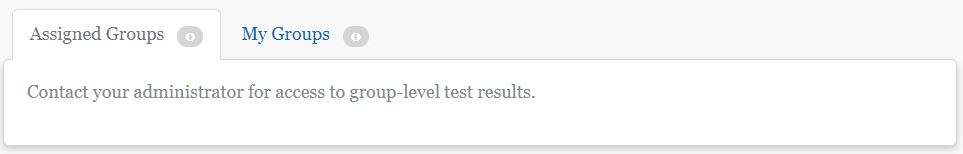 Assigned Groups 0 My Groups 0
Contact your administrator for access to group-level test results.